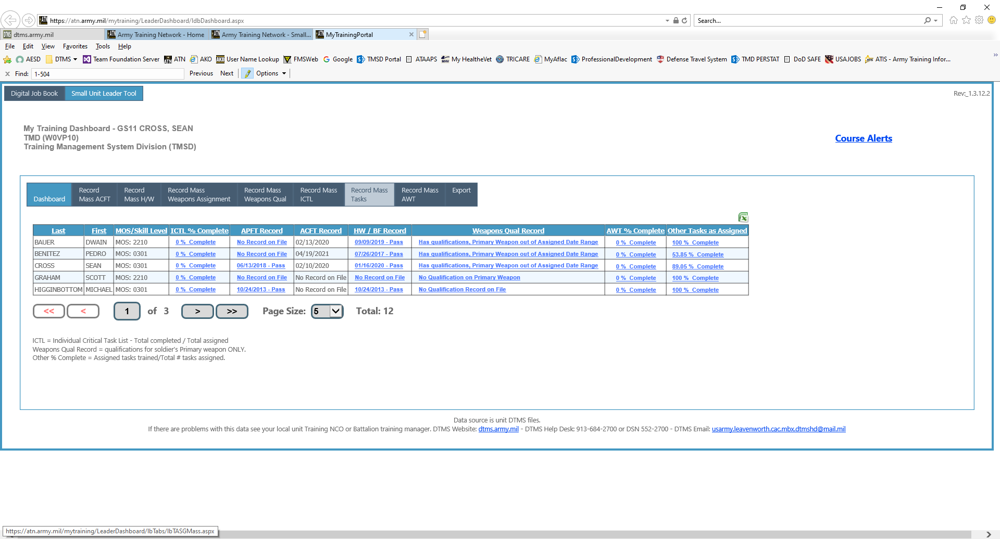 https://atn.army.mil/mytraining/LeaderDashboard/ldbDashboard.aspx
Search...
dtms.army.mil
Army Training Network - Home
Army Training Network - Small...
MyTrainingPortal
File Edit View Favorites Tools Help
AESD DTMS Team Foundation Server ATN AKO User Name Lookup FMSWeb Google TMSD Portal ATAAPS My HealtheVet TRICARE MyAflac ProfessionalDevelopment Defense Travel System TMD PERSTAT DoD SAFE USAJOBS ATIS - Army Training Infor...
Find: 1-504 Previous Next Options
Digital Job Book Small Unit Leader Tool
Rev:_1.3.12.2
My Training Dashboard - GS11 CROSS, SEAN
TMD (W0VP10)
Training Management System Division (TMSD)
Course Alerts
Dashboard
Record Mass ACFT
Record Mass H/W
Record Mass Weapons Assignment
Record Mass Weapons Qual
Record Mass ICTL
Record Mass Tasks
Record Mass AWT
Export
Last First MOS/Skill Level ICTL % Complete APFT Record ACFT Record HW / BF Record Weapons Qual Record AWT % Complete Other Tasks as Assigned
BAUER DWAIN MOS: 2210 0 % Complete No Record on File 02/13/2020 09/09/2019 - Pass Has qualifications, Primary Weapon out of Assigned Date Range 0 % Complete 100 % Complete
BENITEZ PEDRO MOS: 0301 0 % Complete No Record on File 04/19/2021 07/26/2017 - Pass Has qualifications, Primary Weapon out of Assigned Date Range 0 % Complete 53.85 % Complete
CROSS SEAN MOS: 0301 0 % Complete 06/13/2018 - Pass 02/10/2020 01/16/2020 - Pass Has qualifications, Primary Weapon out of Assigned Date Range 0 % Complete 89.05 % Complete
GRAHAM SCOTT MOS: 2210 0 % Complete No Record on File No Record on File No Record on File No Qualification on Primary Weapon 0 % Complete 100 % Complete
HIGGINBOTTOM MICHAEL MOS: 0301 0 % Complete 10/24/2013 - Pass No Record on File 10/24/2013 - Pass No Qualification Record on File 0 % Complete 100 % Complete
<< < 1 of 3 > >> Page Size: 5 Total: 12
ICTL = Individual Critical Task List - Total completed / Total assigned
Weapons Qual Record = qualifications for soldier's Primary weapon ONLY.
Other % Complete = Assigned tasks trained/Total # tasks assigned.
Data source is unit DTMS files.
If there are problems with this data see your local unit Training NCO or Battalion training manager. DTMS Website: dtms.army.mil - DTMS Help Desk: 913-684-2700 or DSN 552-2700 - DTMS Email: usarmy.leavenworth.cac.mbx.dtmshd@mail.mil
https://atn.army.mil/mytraining/LeaderDashboard/lbTabs/lbTASGMass.aspx